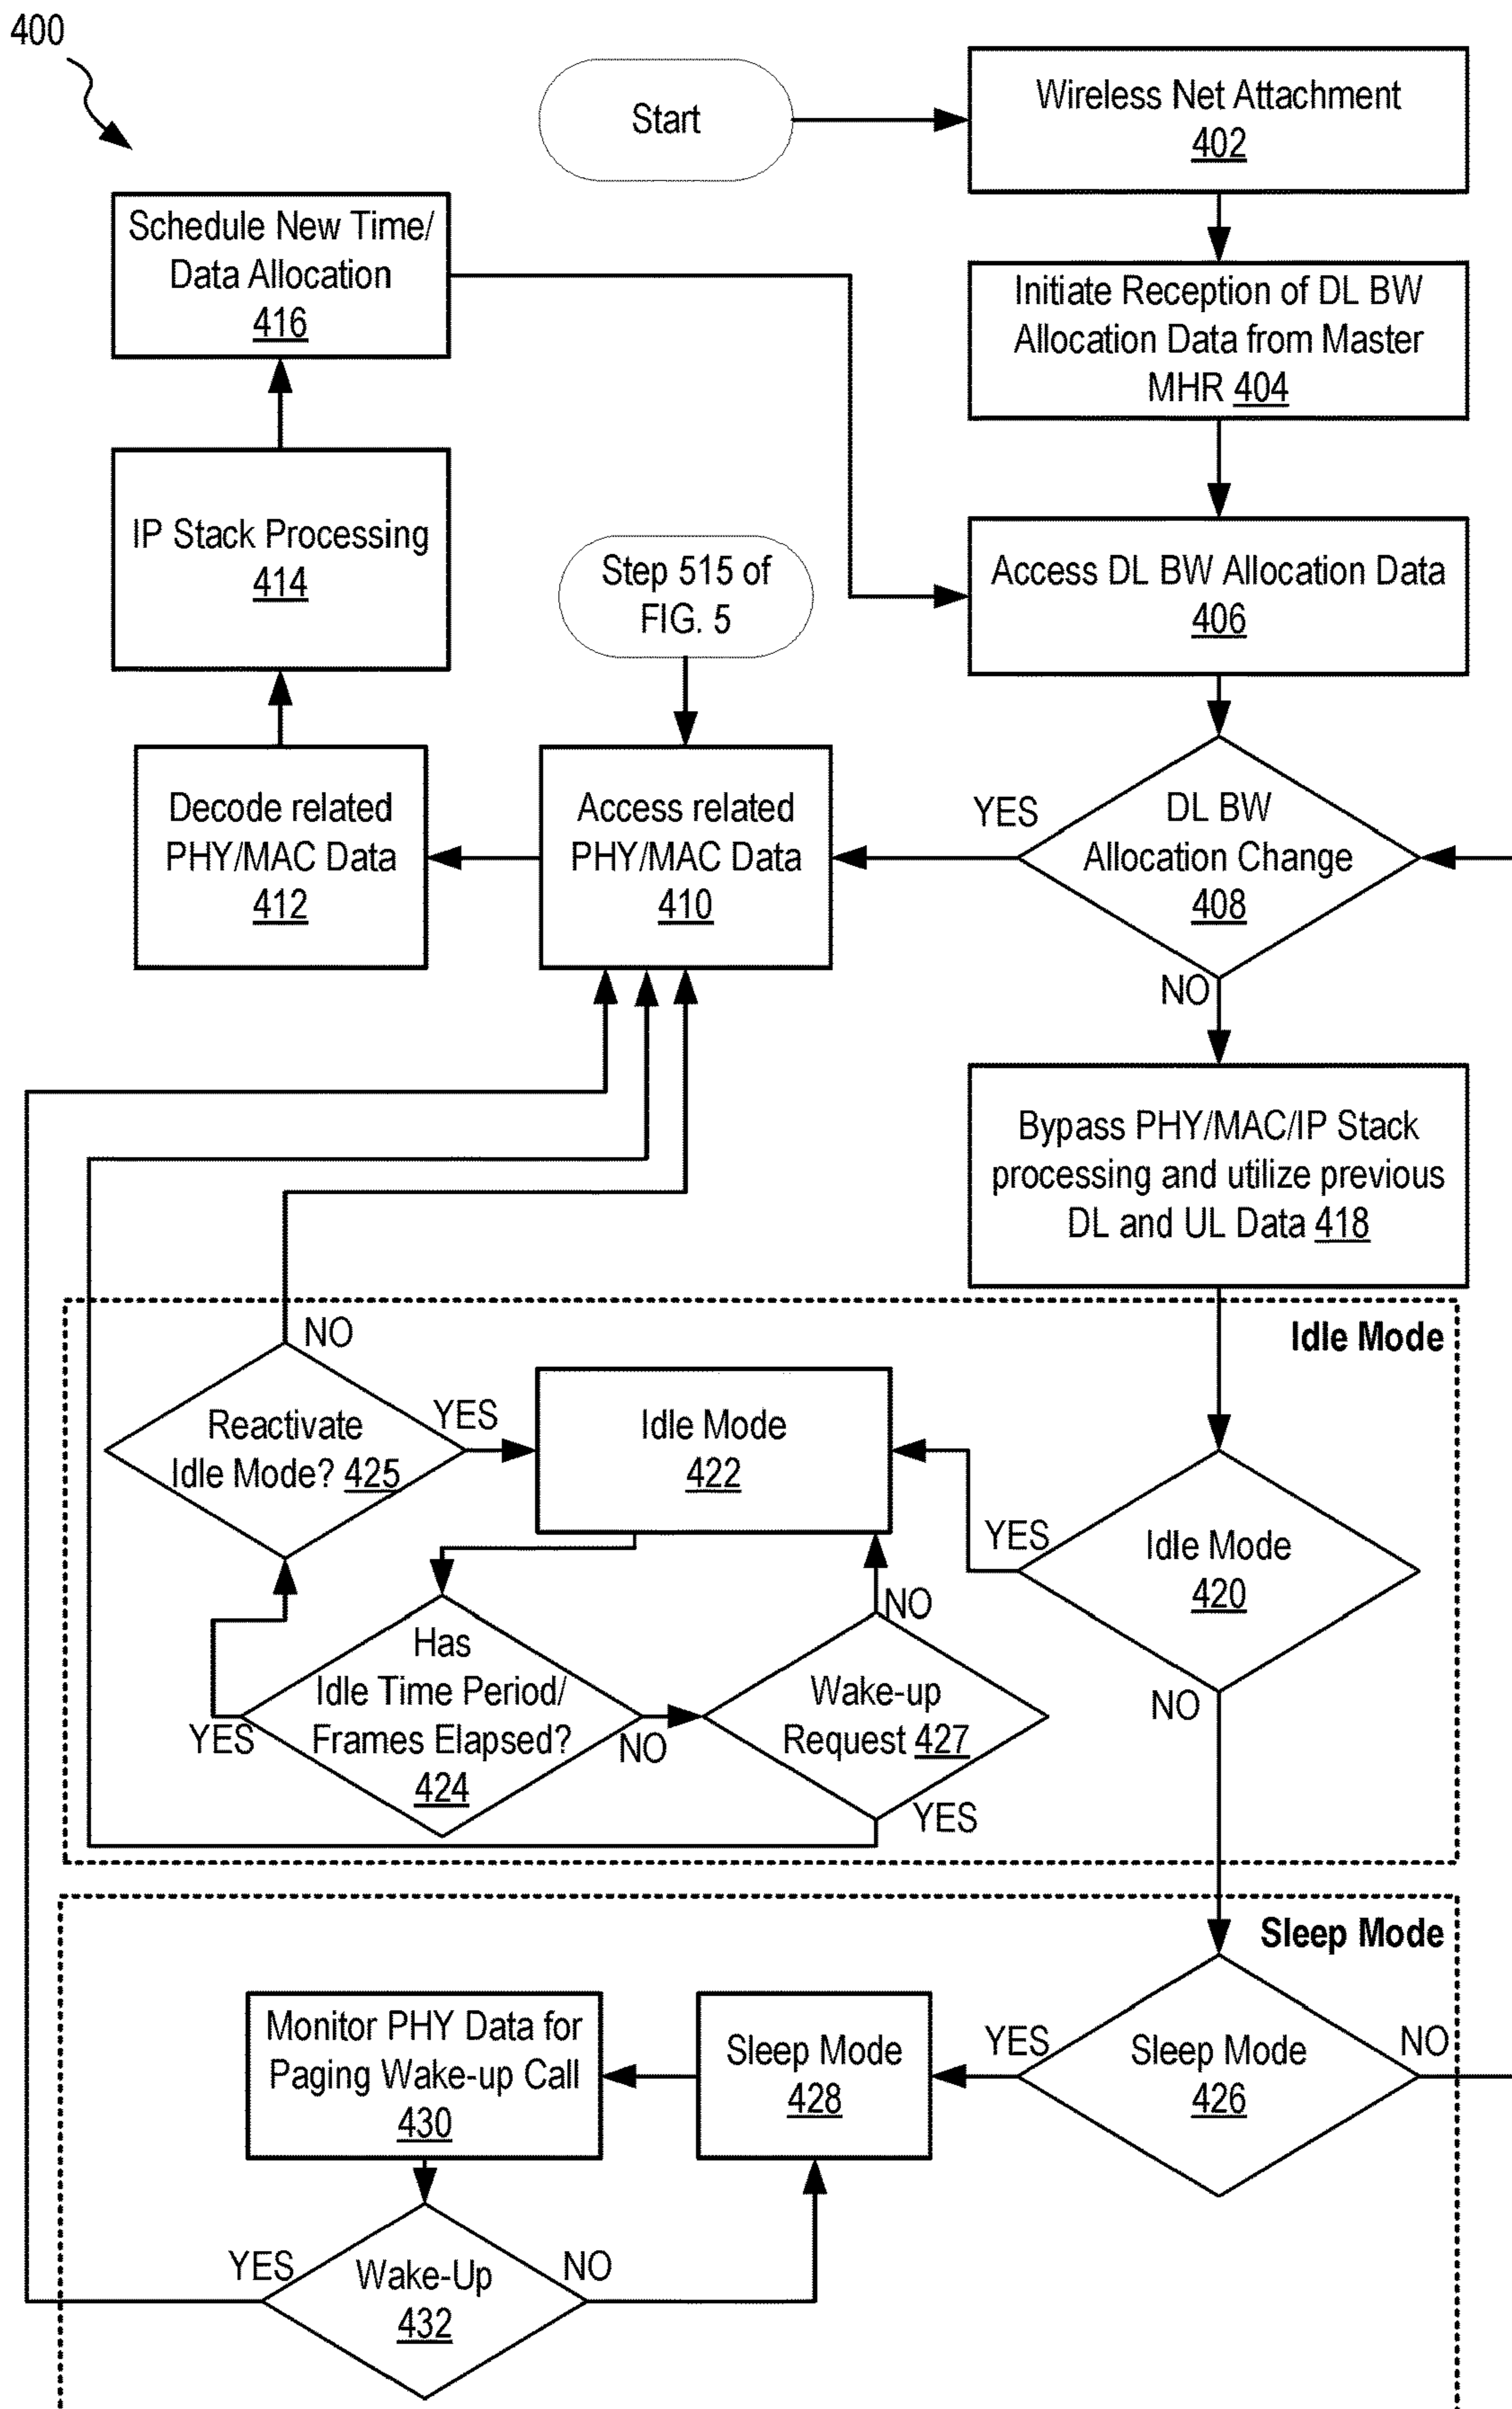 400
Start
Wireless Net Attachment
402
Schedule New Time/
Data Allocation
416
Initiate Reception of DL BW
Allocation Data from Master
MHR 404
IP Stack Processing
414
Step 515 of
FIG. 5
Access DL BW Allocation Data
406
Decode related
PHY/MAC Data
412
Access related
PHY/MAC Data
410
YES
DL BW
Allocation Change
408
NO
Bypass PHY/MAC/IP Stack
processing and utilize previous
DL and UL Data 418
Idle Mode
NO
Reactivate
Idle Mode? 425
YES
Idle Mode
422
YES
Idle Mode
420
NO
Has
Idle Time Period/
Frames Elapsed?
424
YES
NO
NO
Wake-up
Request 427
YES
Sleep Mode
Monitor PHY Data for
Paging Wake-up Call
430
Sleep Mode
428
YES
Sleep Mode
426
NO
YES
Wake-Up
432
NO